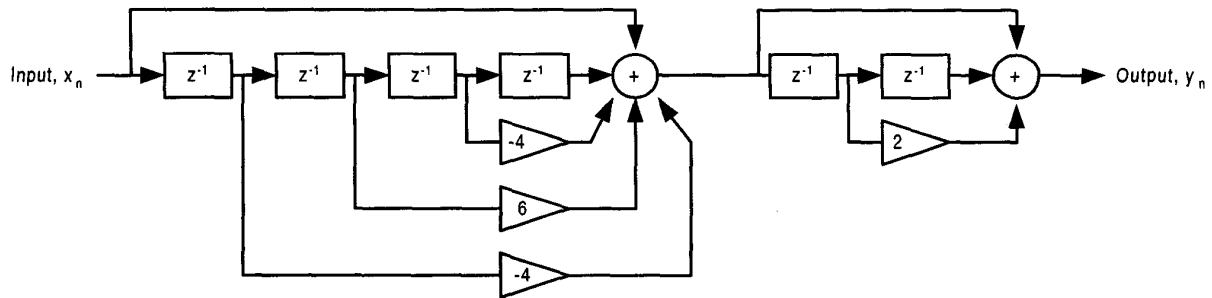 Input, xn
z-1
z-1
z-1
z-1
+
z-1
z-1
+
Output, yn
-4
2
6
-4